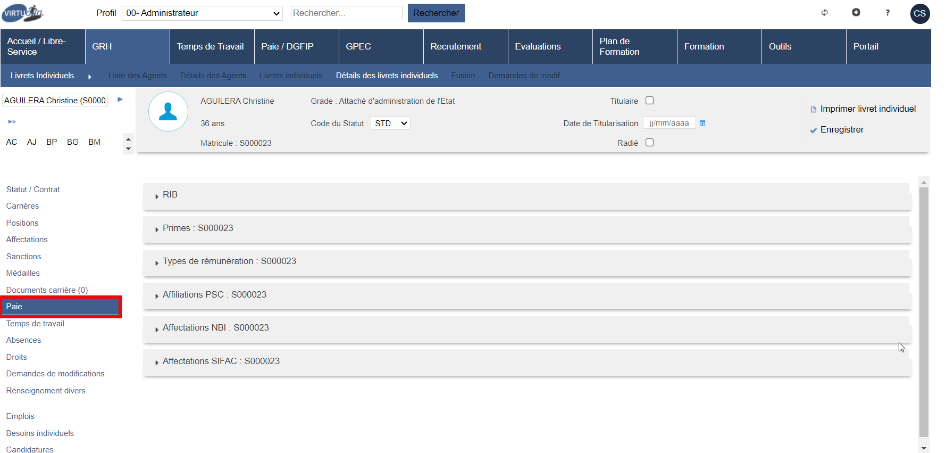 VIRTUALIA Profil 00- Administrateur Rechercher... Rechercher ? CS
Accueil / Libre-Service GRH Temps de Travail Paie / DGFIP GPEC Recrutement Evaluations Plan de Formation Formation Outils Portail
Livrets Individuels Liste des Agents Détails des Agents Livrets individuels Détails des livrets individuels Fusion Demandes de modif
AGUILERA Christine (S0000
AC AJ BP BG BM
AGUILERA Christine Grade : Attaché d'administration de l'Etat Titulaire
36 ans Code du Statut : STD Date de Titularisation jj/mm/aaaa
Matricule : S000023 Radié
Imprimer livret individuel
Enregistrer
Statut / Contrat
Carrières
Positions
Affectations
Sanctions
Médailles
Documents carrière (0)
Paie
Temps de travail
Absences
Droits
Demandes de modifications
Renseignement divers
Emplois
Besoins individuels
Candidatures
RIB
Primes : S000023
Types de rémunération : S000023
Affiliations PSC : S000023
Affectations NBI : S000023
Affectations SIFAC : S000023